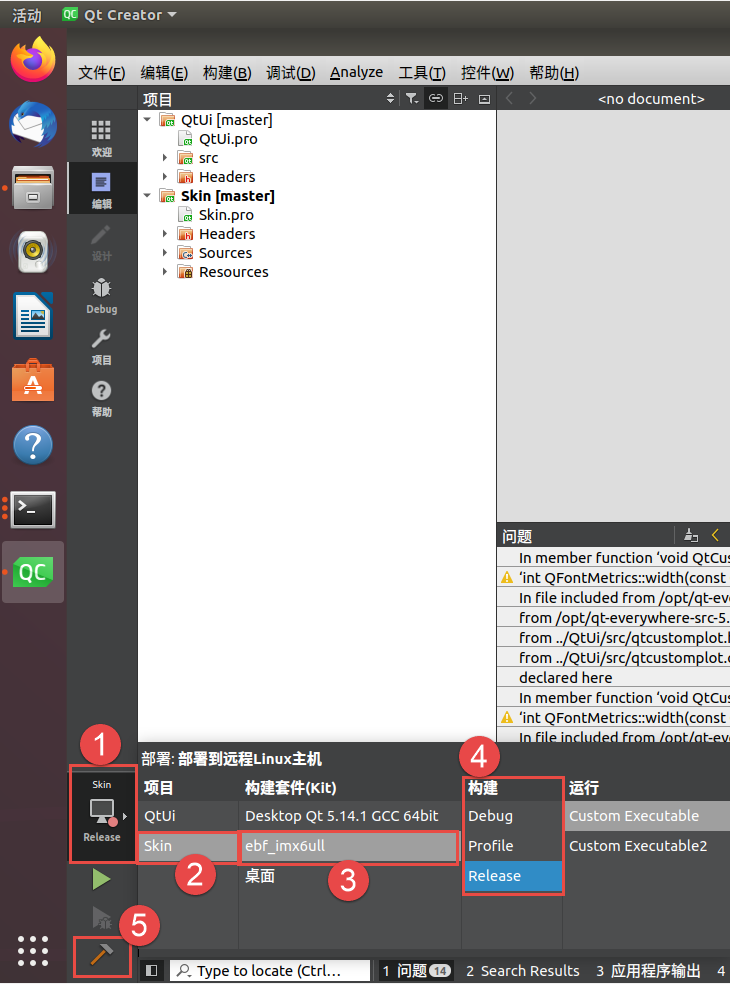 活动 QC Qt Creator
文件(F) 编辑(E) 构建(B) 调试(D) Analyze 工具(T) 控件(W) 帮助(H)
项目 <no document>
欢迎
编辑
设计
Debug
项目
帮助
QtUi [master]
QtUi.pro
src
Headers
Skin [master]
Skin.pro
Headers
Sources
Resources
QC
问题
In member function ‘void QtCus
‘int QFontMetrics::width(const
In file included from /opt/qt-eve
from /opt/qt-everywhere-src-5.
from ../QtUi/src/qtcustomplot.h
from ../QtUi/src/qtcustomplot.c
declared here
In member function ‘void QtCus
‘int QFontMetrics::width(const
In file included from /opt/qt-eve
1
Skin
Release
部署: 部署到远程Linux主机
4
项目 构建套件(Kit) 构建 运行
QtUi Desktop Qt 5.14.1 GCC 64bit Debug Custom Executable
Skin ebf_imx6ull Profile Custom Executable2
桌面 Release
2
3
5
Type to locate (Ctrl... 1 问题 14 2 Search Results 3 应用程序输出 4